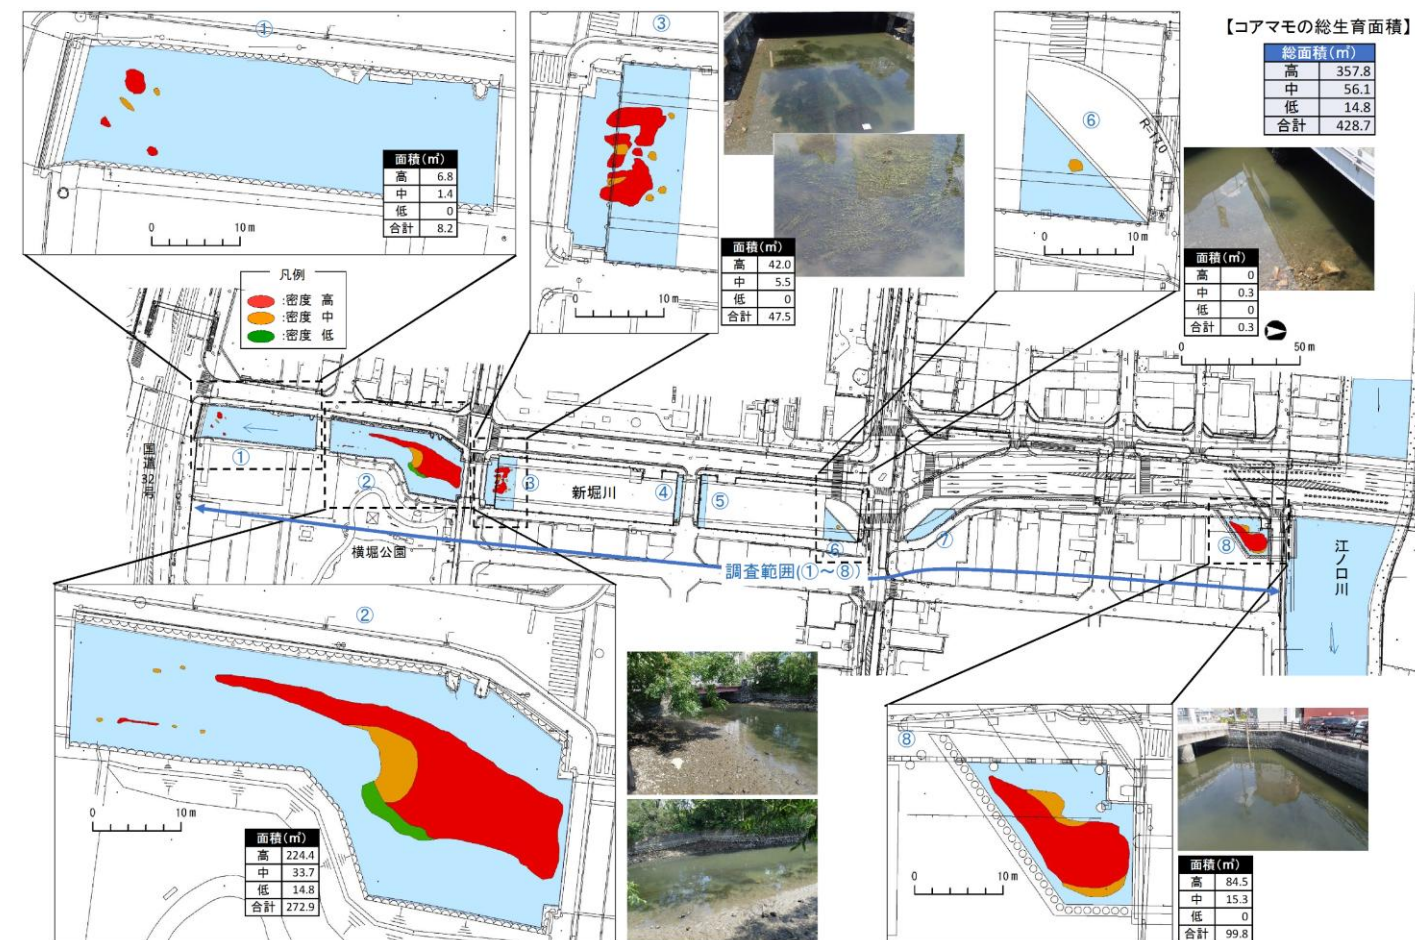 ①
面積(㎡)
高 6.8
中 1.4
低 0
合計 8.2
0 10 m
③
面積(㎡)
高 42.0
中 5.5
低 0
合計 47.5
0 10 m
⑥
R=110
0 10 m
【コアマモの総生育面積】
総面積(㎡)
高 357.8
中 56.1
低 14.8
合計 428.7
面積(㎡)
高 0
中 0.3
低 0
合計 0.3
0 50 m
凡例
:密度 高
:密度 中
:密度 低
国道32号
①
②
横堀公園
③
新堀川
④
⑤
⑥
⑦
⑧
江ノ口川
調査範囲(①～⑧)
②
0 10 m
面積(㎡)
高 224.4
中 33.7
低 14.8
合計 272.9
⑧
0 10 m
面積(㎡)
高 84.5
中 15.3
低 0
合計 99.8